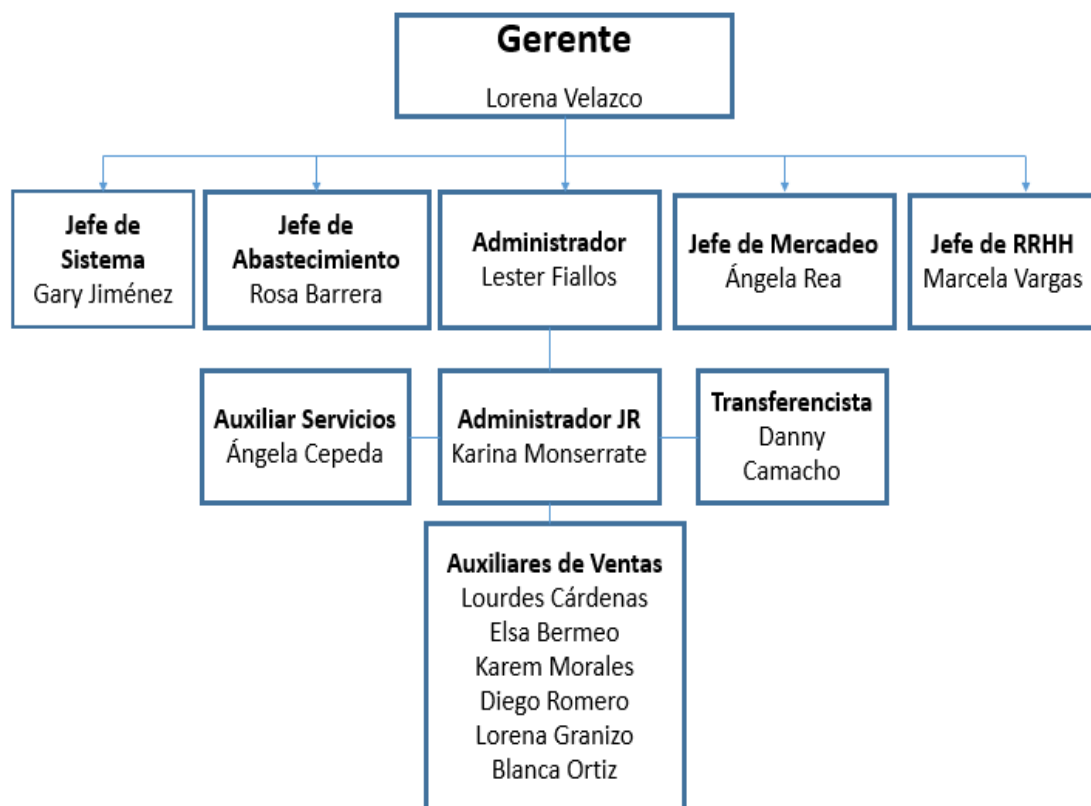 Gerente
Lorena Velazco
Jefe de
Sistema
Gary Jiménez
Jefe de
Abastecimiento
Rosa Barrera
Administrador
Lester Fiallos
Jefe de Mercadeo
Ángela Rea
Jefe de RRHH
Marcela Vargas
Auxiliar Servicios
Ángela Cepeda
Administrador JR
Karina Monserrate
Transferencista
Danny
Camacho
Auxiliares de Ventas
Lourdes Cárdenas
Elsa Bermeo
Karem Morales
Diego Romero
Lorena Granizo
Blanca Ortiz